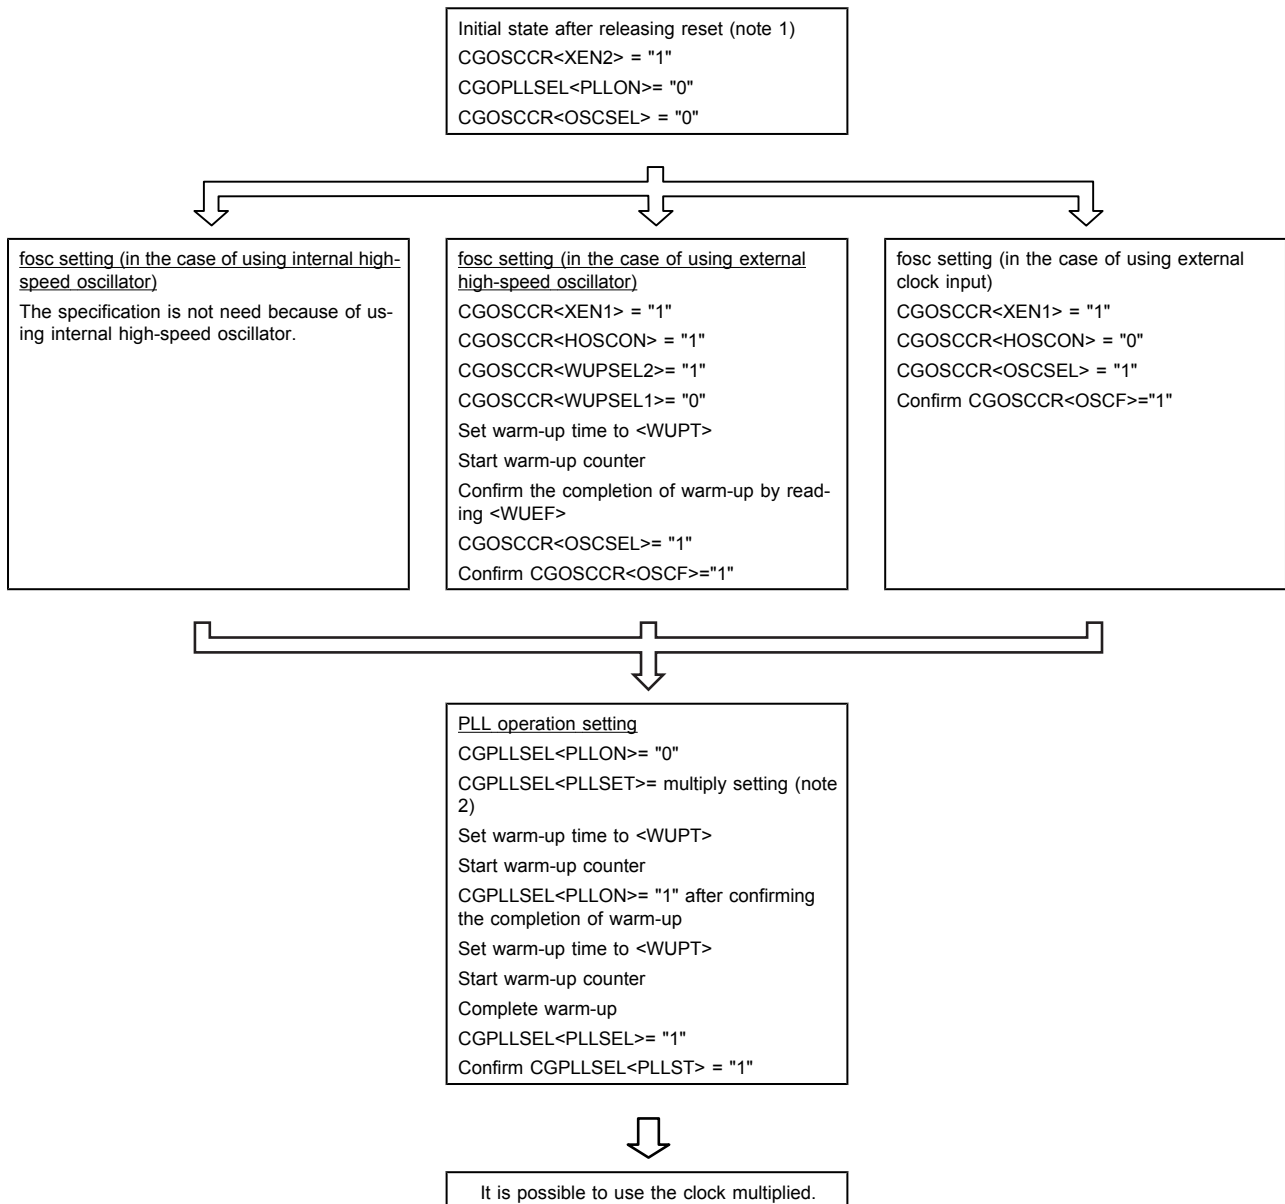 Initial state after releasing reset (note 1)
CGOSCCR<XEN2> = "1"
CGOPLLSEL<PLLON>= "0"
CGOSCCR<OSCSEL> = "0"
fosc setting (in the case of using internal high-
speed oscillator)
The specification is not need because of us-
ing internal high-speed oscillator.
fosc setting (in the case of using external
high-speed oscillator)
CGOSCCR<XEN1> = "1"
CGOSCCR<HOSCON> = "1"
CGOSCCR<WUPSEL2>= "1"
CGOSCCR<WUPSEL1>= "0"
Set warm-up time to <WUPT>
Start warm-up counter
Confirm the completion of warm-up by read-
ing <WUEF>
CGOSCCR<OSCSEL>= "1"
Confirm CGOSCCR<OSCF>="1"
fosc setting (in the case of using external
clock input)
CGOSCCR<XEN1> = "1"
CGOSCCR<HOSCON> = "0"
CGOSCCR<OSCSEL> = "1"
Confirm CGOSCCR<OSCF>="1"
PLL operation setting
CGPLLSEL<PLLON>= "0"
CGPLLSEL<PLLSET>= multiply setting (note
2)
Set warm-up time to <WUPT>
Start warm-up counter
CGPLLSEL<PLLON>= "1" after confirming
the completion of warm-up
Set warm-up time to <WUPT>
Start warm-up counter
Complete warm-up
CGPLLSEL<PLLSEL>= "1"
Confirm CGPLLSEL<PLLST> = "1"
It is possible to use the clock multiplied.